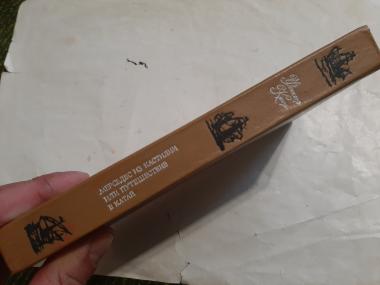 МЕРСЕДЕС ИЗ КАСТИЛИИ
ИЛИ ПУТЕШЕСТВИЕ
В КАТАЙ